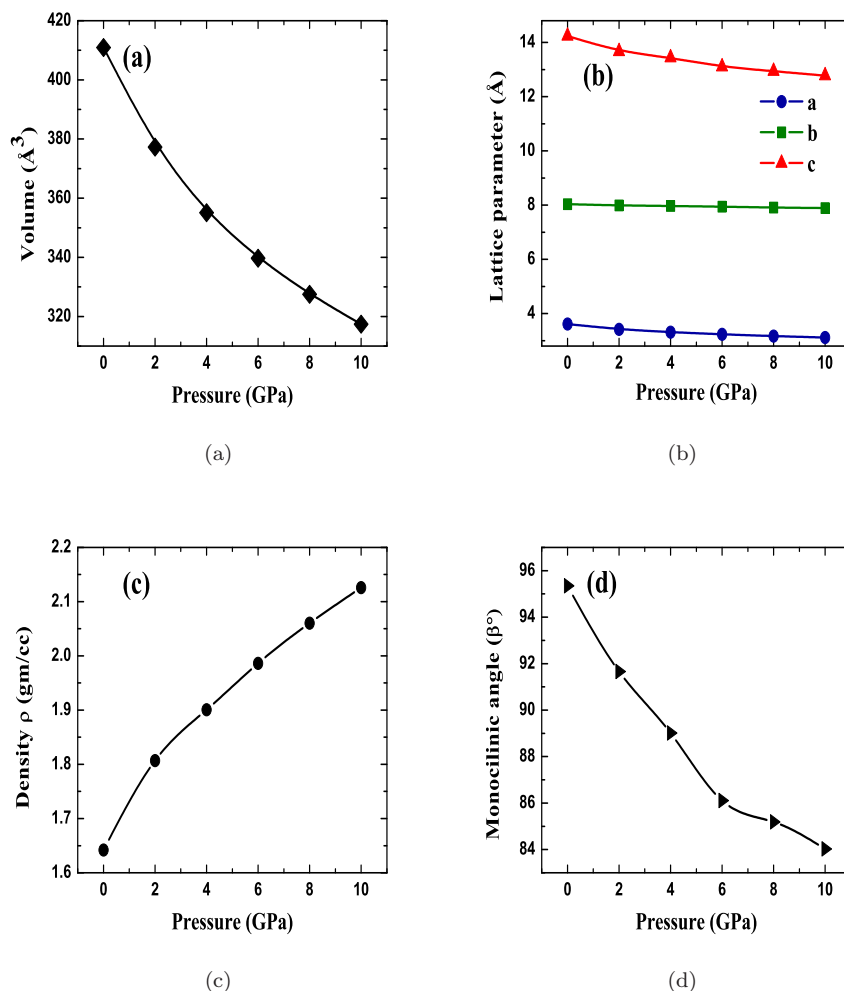 420
400
380
360
340
320
Volume (Å³)
(a)
0 2 4 6 8 10
Pressure (GPa)
(a)
14
12
10
8
6
4
Lattice parameter (Å)
(b)
a
b
c
0 2 4 6 8 10
Pressure (GPa)
(b)
2.2
2.1
2.0
1.9
1.8
1.7
1.6
Density ρ (gm/cc)
(c)
0 2 4 6 8 10
Pressure (GPa)
(c)
96
95
92
90
88
86
84
Monocilinic angle (β°)
(d)
0 2 4 6 8 10
Pressure (GPa)
(d)